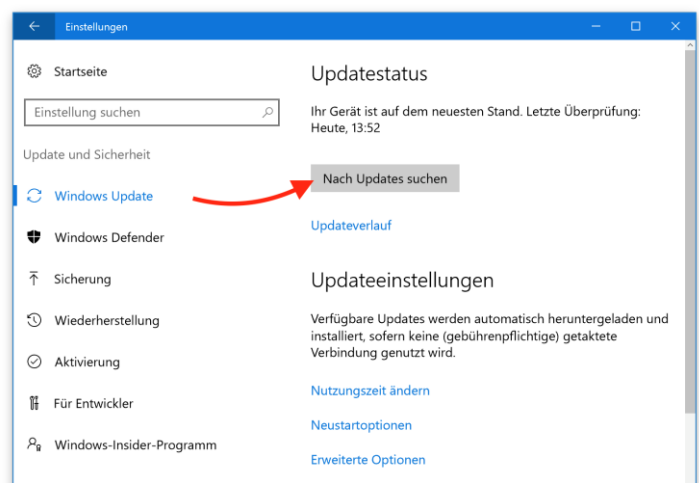 Einstellungen
Startseite
Einstellung suchen
Update und Sicherheit
Windows Update
Windows Defender
Sicherung
Wiederherstellung
Aktivierung
Für Entwickler
Windows-Insider-Programm
Updatestatus
Ihr Gerät ist auf dem neuesten Stand. Letzte Überprüfung:
Heute, 13:52
Nach Updates suchen
Updateverlauf
Updateeinstellungen
Verfügbare Updates werden automatisch heruntergeladen und
installiert, sofern keine (gebührenpflichtige) getaktete
Verbindung genutzt wird.
Nutzungszeit ändern
Neustartoptionen
Erweiterte Optionen